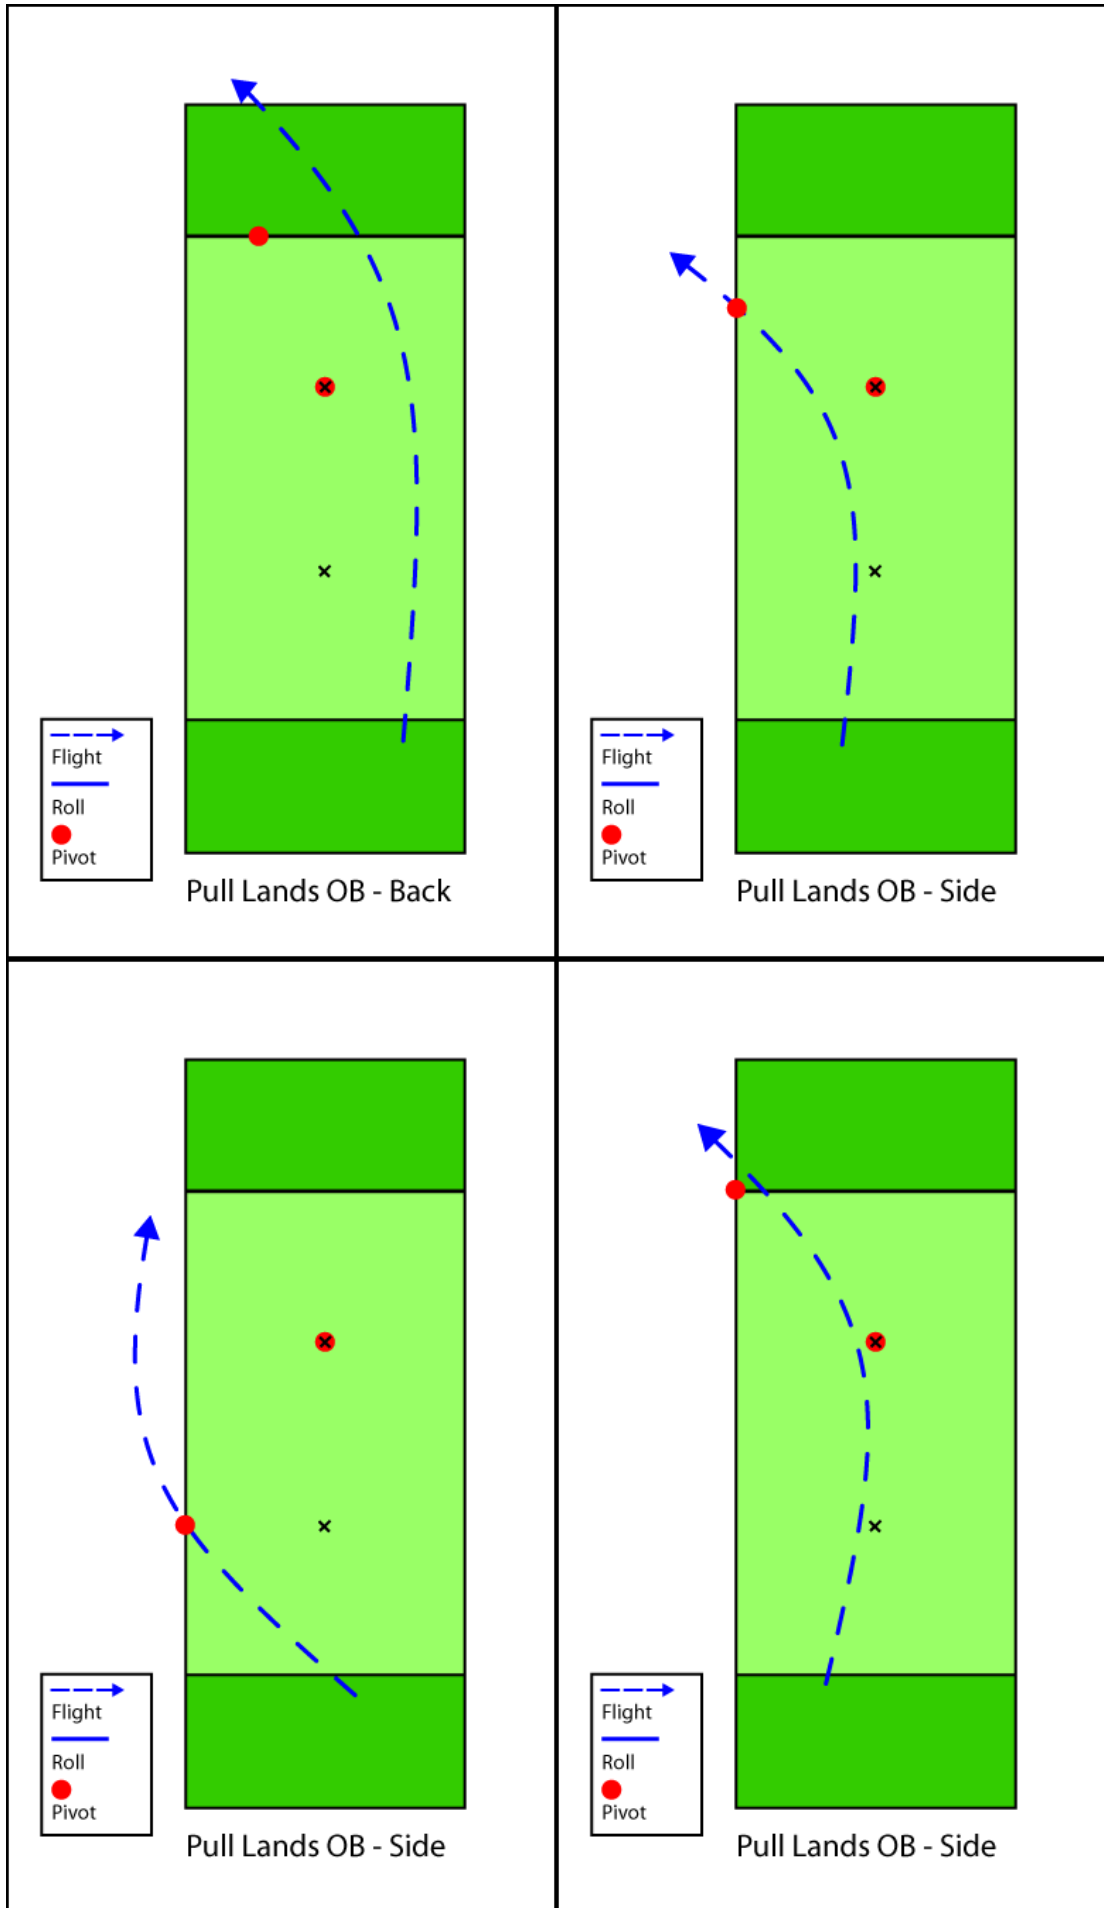 Flight
Roll
Pivot
Pull Lands OB - Back
Flight
Roll
Pivot
Pull Lands OB - Side
Flight
Roll
Pivot
Pull Lands OB - Side
Flight
Roll
Pivot
Pull Lands OB - Side